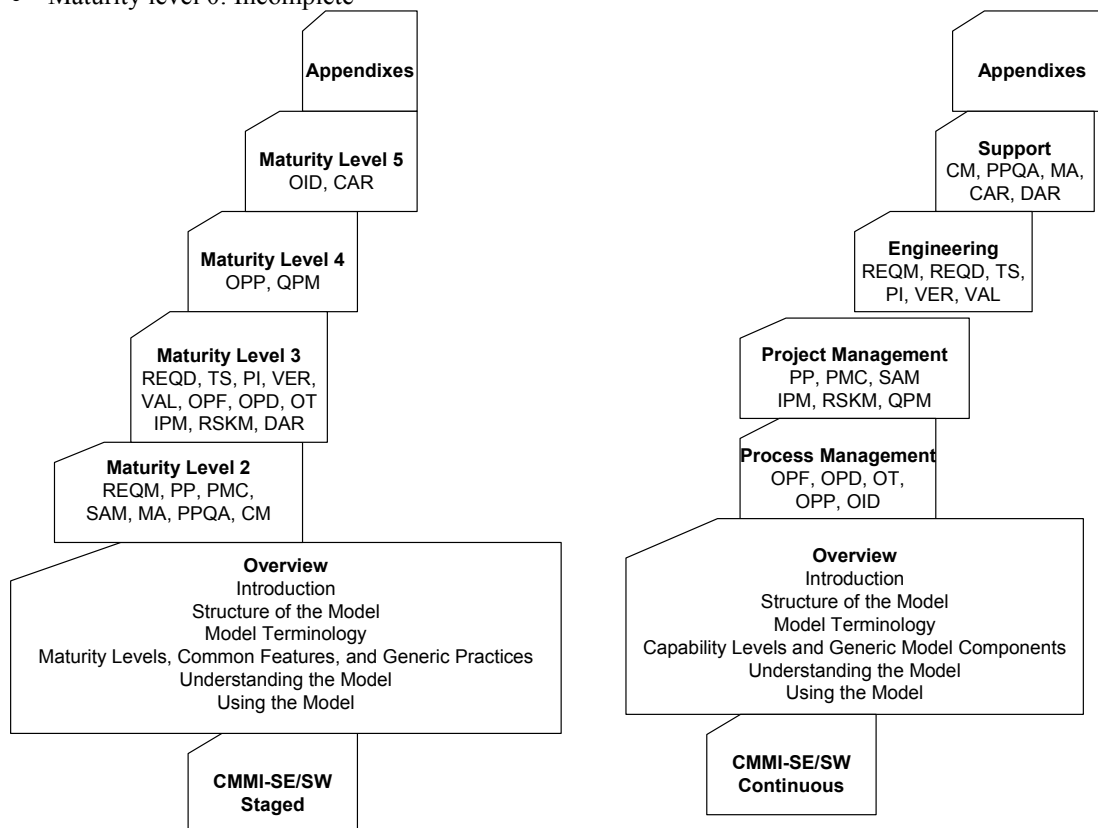 • Maturity level 0: Incomplete
Appendixes
Maturity Level 5
OID, CAR
Maturity Level 4
OPP, QPM
Maturity Level 3
REQD, TS, PI, VER,
VAL, OPF, OPD, OT
IPM, RSKM, DAR
Maturity Level 2
REQM, PP, PMC,
SAM, MA, PPQA, CM
Overview
Introduction
Structure of the Model
Model Terminology
Maturity Levels, Common Features, and Generic Practices
Understanding the Model
Using the Model
CMMI-SE/SW
Staged
Appendixes
Support
CM, PPQA, MA,
CAR, DAR
Engineering
REQM, REQD, TS,
PI, VER, VAL
Project Management
PP, PMC, SAM
IPM, RSKM, QPM
Process Management
OPF, OPD, OT,
OPP, OID
Overview
Introduction
Structure of the Model
Model Terminology
Capability Levels and Generic Model Components
Understanding the Model
Using the Model
CMMI-SE/SW
Continuous